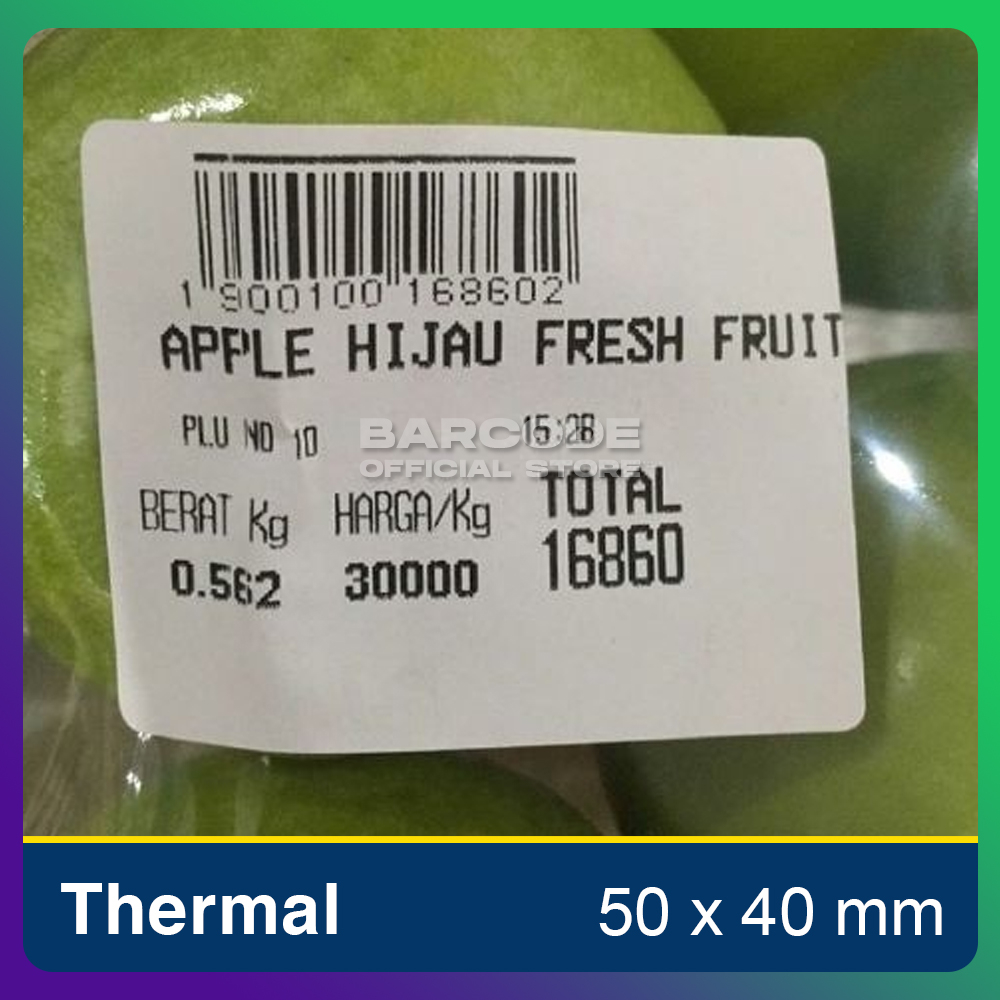 1 900100 168602
APPLE HIJAU FRESH FRUIT
PLU NO 10 15:28
BARCODE
OFFICIAL STORE
BERAT Kg HARGA/Kg TOTAL
0.562 30000 16860
Thermal 50 x 40 mm